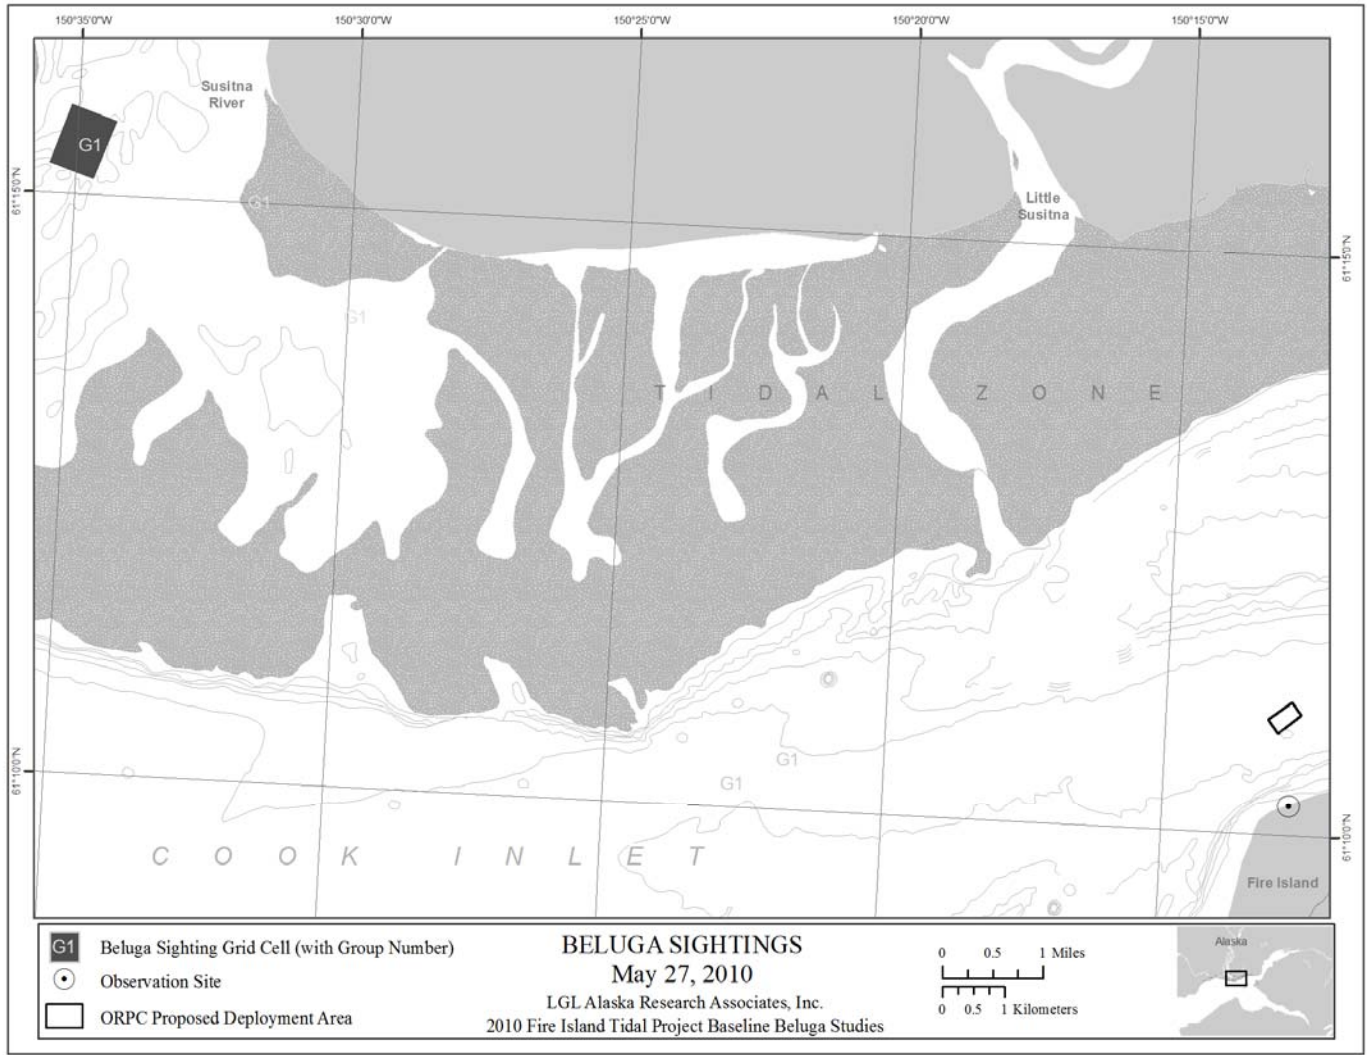 150°35'0"W 150°30'0"W 150°25'0"W 150°20'0"W 150°15'0"W
Susitna
River
G1
61°15'0"N
G1
Little
Susitna
61°15'0"N
G1
TIDAL ZONE
G1
G1
61°10'0"N
61°10'0"N
COOK INLET
Fire Island
G1 Beluga Sighting Grid Cell (with Group Number)
Observation Site
ORPC Proposed Deployment Area
BELUGA SIGHTINGS
May 27, 2010
LGL Alaska Research Associates, Inc.
2010 Fire Island Tidal Project Baseline Beluga Studies
0 0.5 1 Miles
0 0.5 1 Kilometers
Alaska